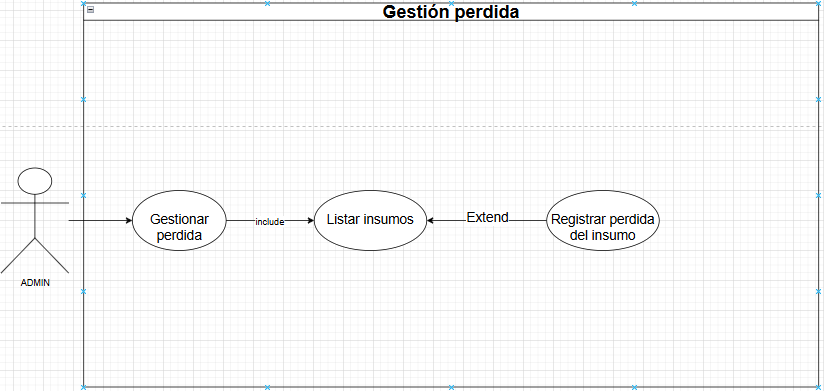 Gestión perdida
Gestionar
perdida
include
Listar insumos
Extend
Registrar perdida
del insumo
ADMIN